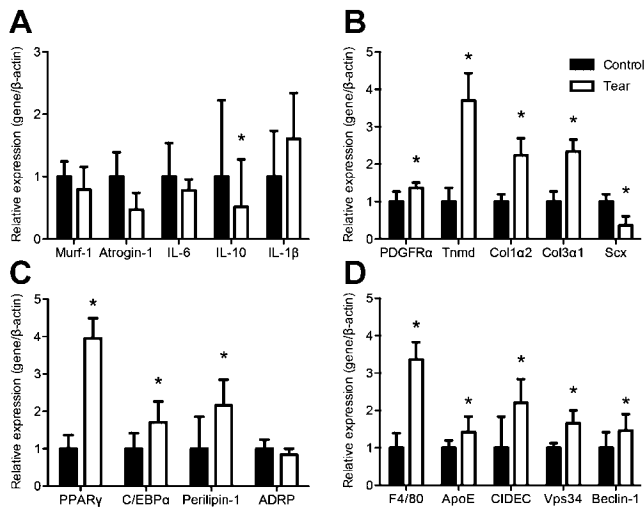 A
Relative expression (gene/β-actin)
3
2
1
0
Murf-1 Atrogin-1 IL-6 IL-10 IL-1β
*
B
Relative expression (gene/β-actin)
5
4
3
2
1
0
PDGFRα Tnmd Col1α2 Col3α1 Scx
* * * * *
Control
Tear
C
Relative expression (gene/β-actin)
5
4
3
2
1
0
PPARγ C/EBPα Perilipin-1 ADRP
* * *
D
Relative expression (gene/β-actin)
5
4
3
2
1
0
F4/80 ApoE CIDEC Vps34 Beclin-1
* * * * *